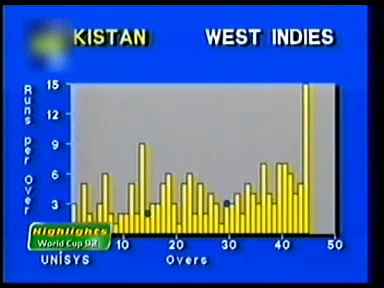 KISTAN WEST INDIES
Runs per Over
15
12
9
6
3
10 20 30 40 50
Highlights
World Cup 93
UNISYS Overs